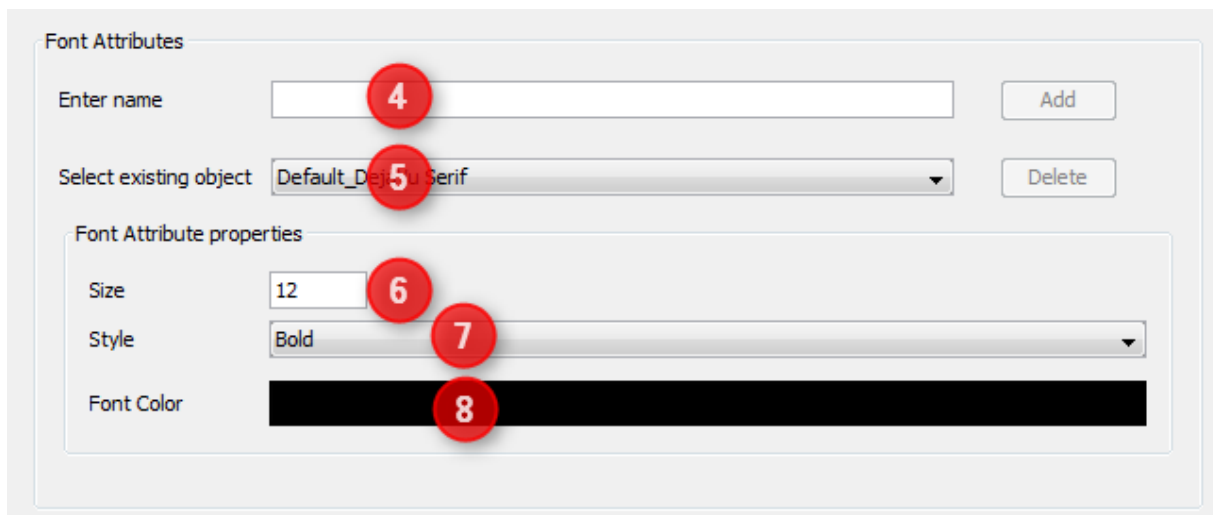 Font Attributes
Enter name 4 Add
Select existing object Default_Deja 5 u Serif Delete
Font Attribute properties
Size 12 6
Style Bold 7
Font Color 8